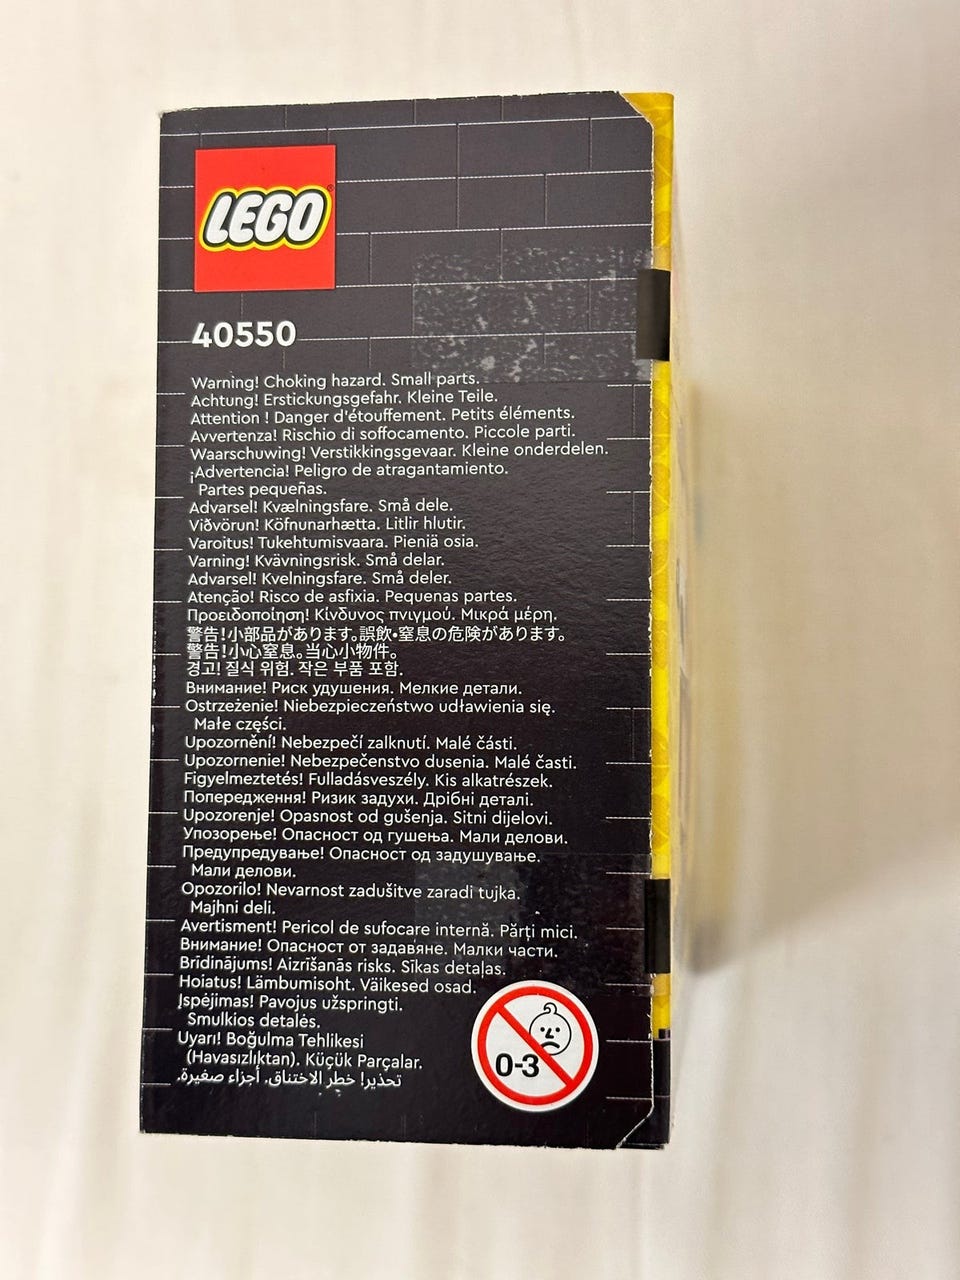 LEGO®
40550
Warning! Choking hazard. Small parts.
Achtung! Erstickungsgefahr. Kleine Teile.
Attention ! Danger d'étouffement. Petits éléments.
Avvertenza! Rischio di soffocamento. Piccole parti.
Waarschuwing! Verstikkingsgevaar. Kleine onderdelen.
¡Advertencia! Peligro de atragantamiento.
Partes pequeñas.
Advarsel! Kvælningsfare. Små dele.
Viðvörun! Köfnunarhætta. Litlir hlutir.
Varoitus! Tukehtumisvaara. Pieniä osia.
Varning! Kvävningsrisk. Små delar.
Advarsel! Kvelningsfare. Små deler.
Atenção! Risco de asfixia. Pequenas partes.
Προειδοποίηση! Κίνδυνος πνιγμού. Μικρά μέρη.
警告!小部品があります。誤飲•窒息の危険があります。
警告!小心窒息。当心小物件。
경고! 질식 위험. 작은 부품 포함.
Внимание! Риск удушения. Мелкие детали.
Ostrzeżenie! Niebezpieczeństwo udławienia się.
Małe części.
Upozornění! Nebezpečí zalknutí. Malé části.
Upozornenie! Nebezpečenstvo dusenia. Malé časti.
Figyelmeztetés! Fulladásveszély. Kis alkatrészek.
Попередження! Ризик задухи. Дрібні деталі.
Upozorenje! Opasnost od gušenja. Sitni dijelovi.
Упозорење! Опасност од гушења. Мали делови.
Предупредување! Опасност од задушување.
Мали делови.
Opozorilo! Nevarnost zadušitve zaradi tujka.
Majhni deli.
Avertisment! Pericol de sufocare internă. Părți mici.
Внимание! Опасност от задавяне. Малки части.
Brīdinājums! Aizrīšanās risks. Sīkas detaļas.
Hoiatus! Lämbumisoht. Väikesed osad.
Įspėjimas! Pavojus užspringti.
Smulkios detalės.
Uyarı! Boğulma Tehlikesi
(Havasızlıktan). Küçük Parçalar.
تحذير! خطر الاختناق. أجزاء صغيرة.
0-3